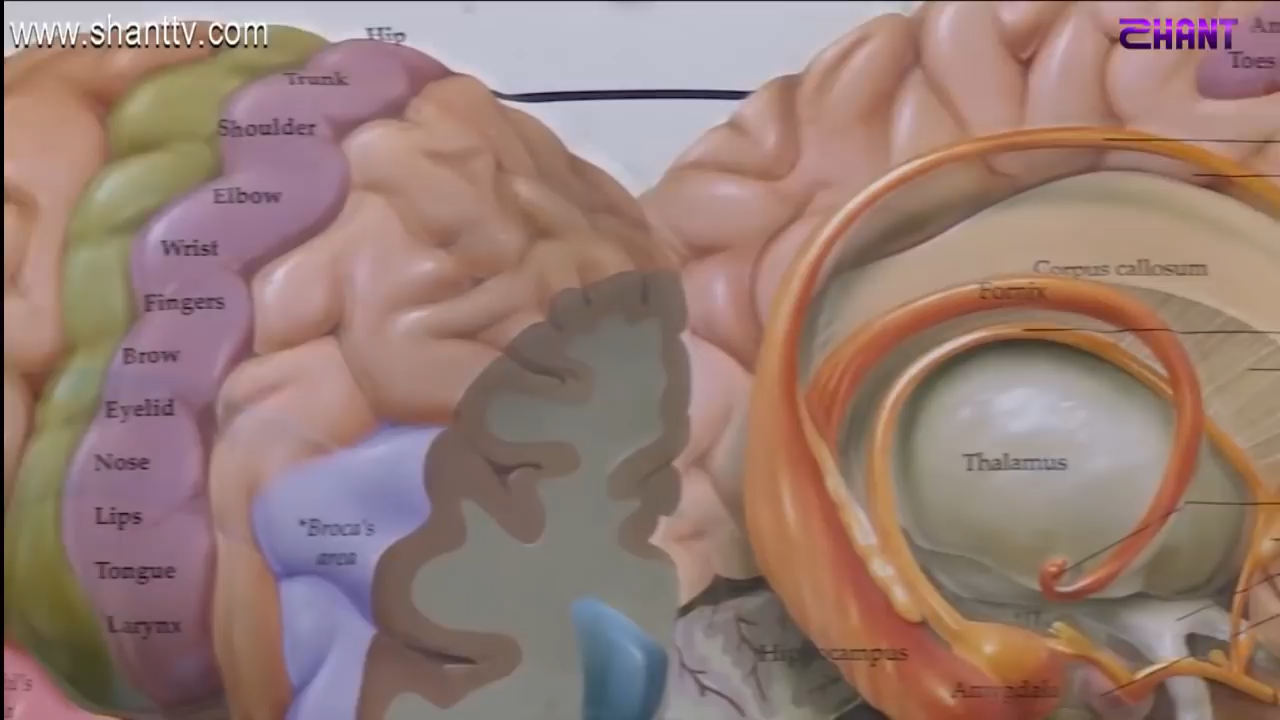 www.shanttv.com
SHANT
Hip
Trunk
Shoulder
Elbow
Wrist
Fingers
Brow
Eyelid
Nose
Lips
Tongue
Larynx
*Broca's
area
Toes
Corpus callosum
Fornix
Thalamus
Hippocampus
Amygdala